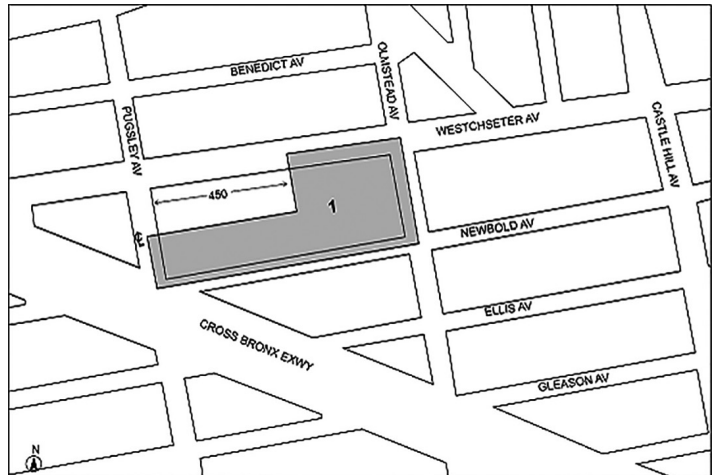 BENEDICT AV
OLMSTEAD AV
PUGSLEY AV
WESTCHSETER AV
CASTLE HILL AV
450
1
NEWBOLD AV
℄
ELLIS AV
CROSS BRONX EXWY
GLEASON AV
N